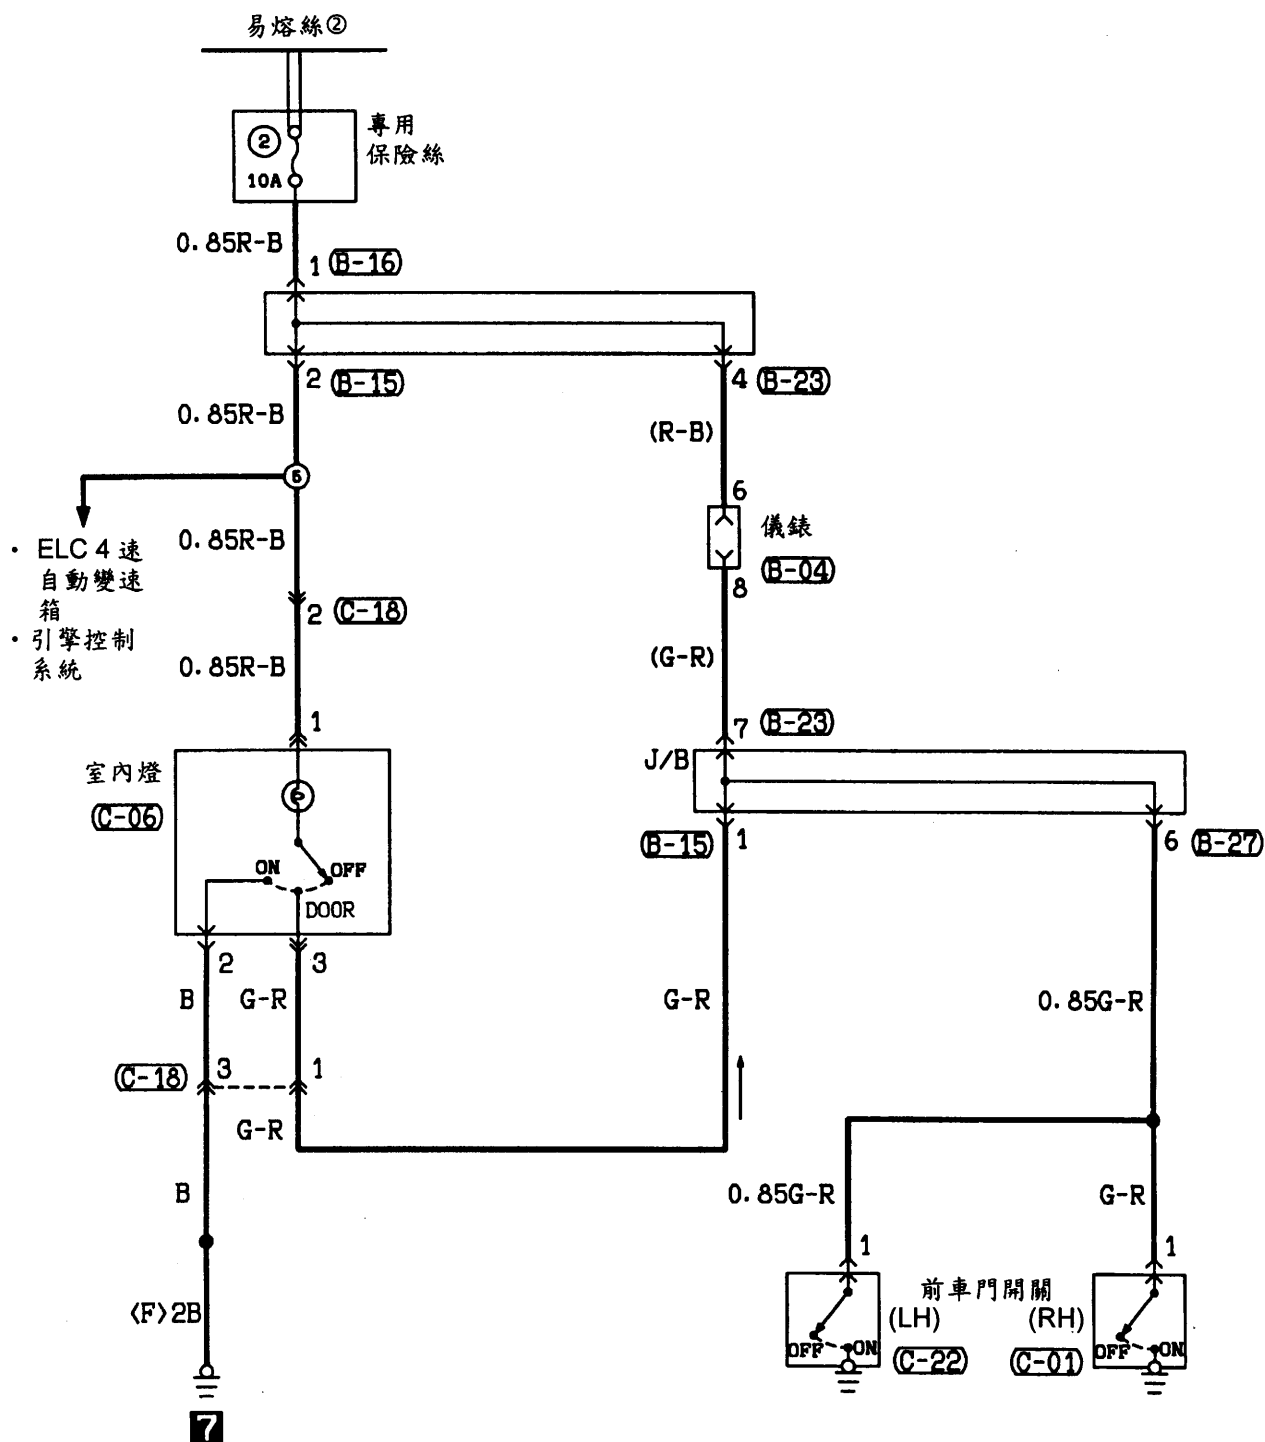 易熔絲②
②
10A
專用
保險絲
0.85R-B
1 (B-16)
2 (B-15)
4 (B-23)
0.85R-B
(R-B)
5
6
・ ELC 4 速
自動變速
箱
・ 引擎控制
系統
0.85R-B
儀錶
(B-04)
8
2 (C-18)
0.85R-B
(G-R)
1
7 (B-23)
J/B
室內燈
(C-06)
ON
OFF
DOOR
(B-15) 1
6 (B-27)
2
3
B
G-R
G-R
0.85G-R
(C-18) 3
1
G-R
B
0.85G-R
G-R
1
1
〈F〉2B
前車門開關
(LH)
(RH)
OFF
ON
(C-22)
(C-01)
OFF
ON
7